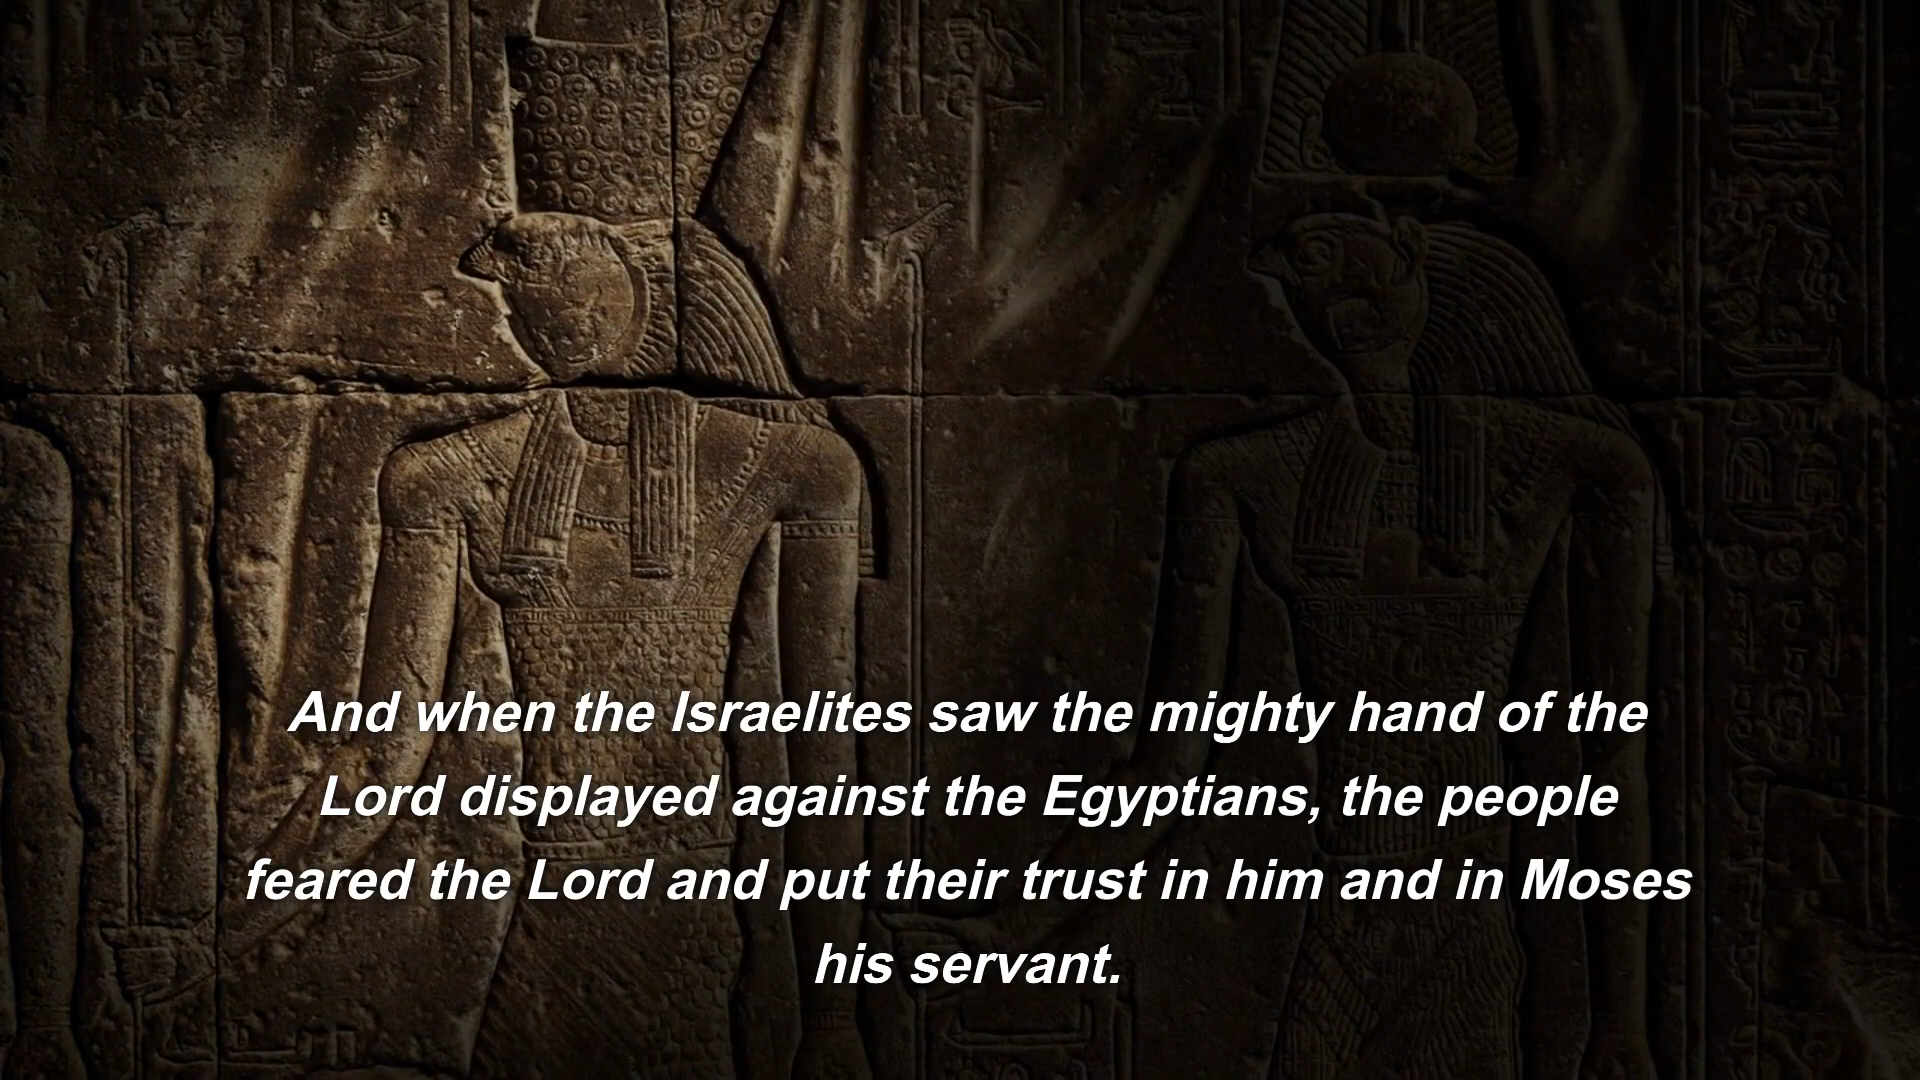 And when the Israelites saw the mighty hand of the
Lord displayed against the Egyptians, the people
feared the Lord and put their trust in him and in Moses
his servant.